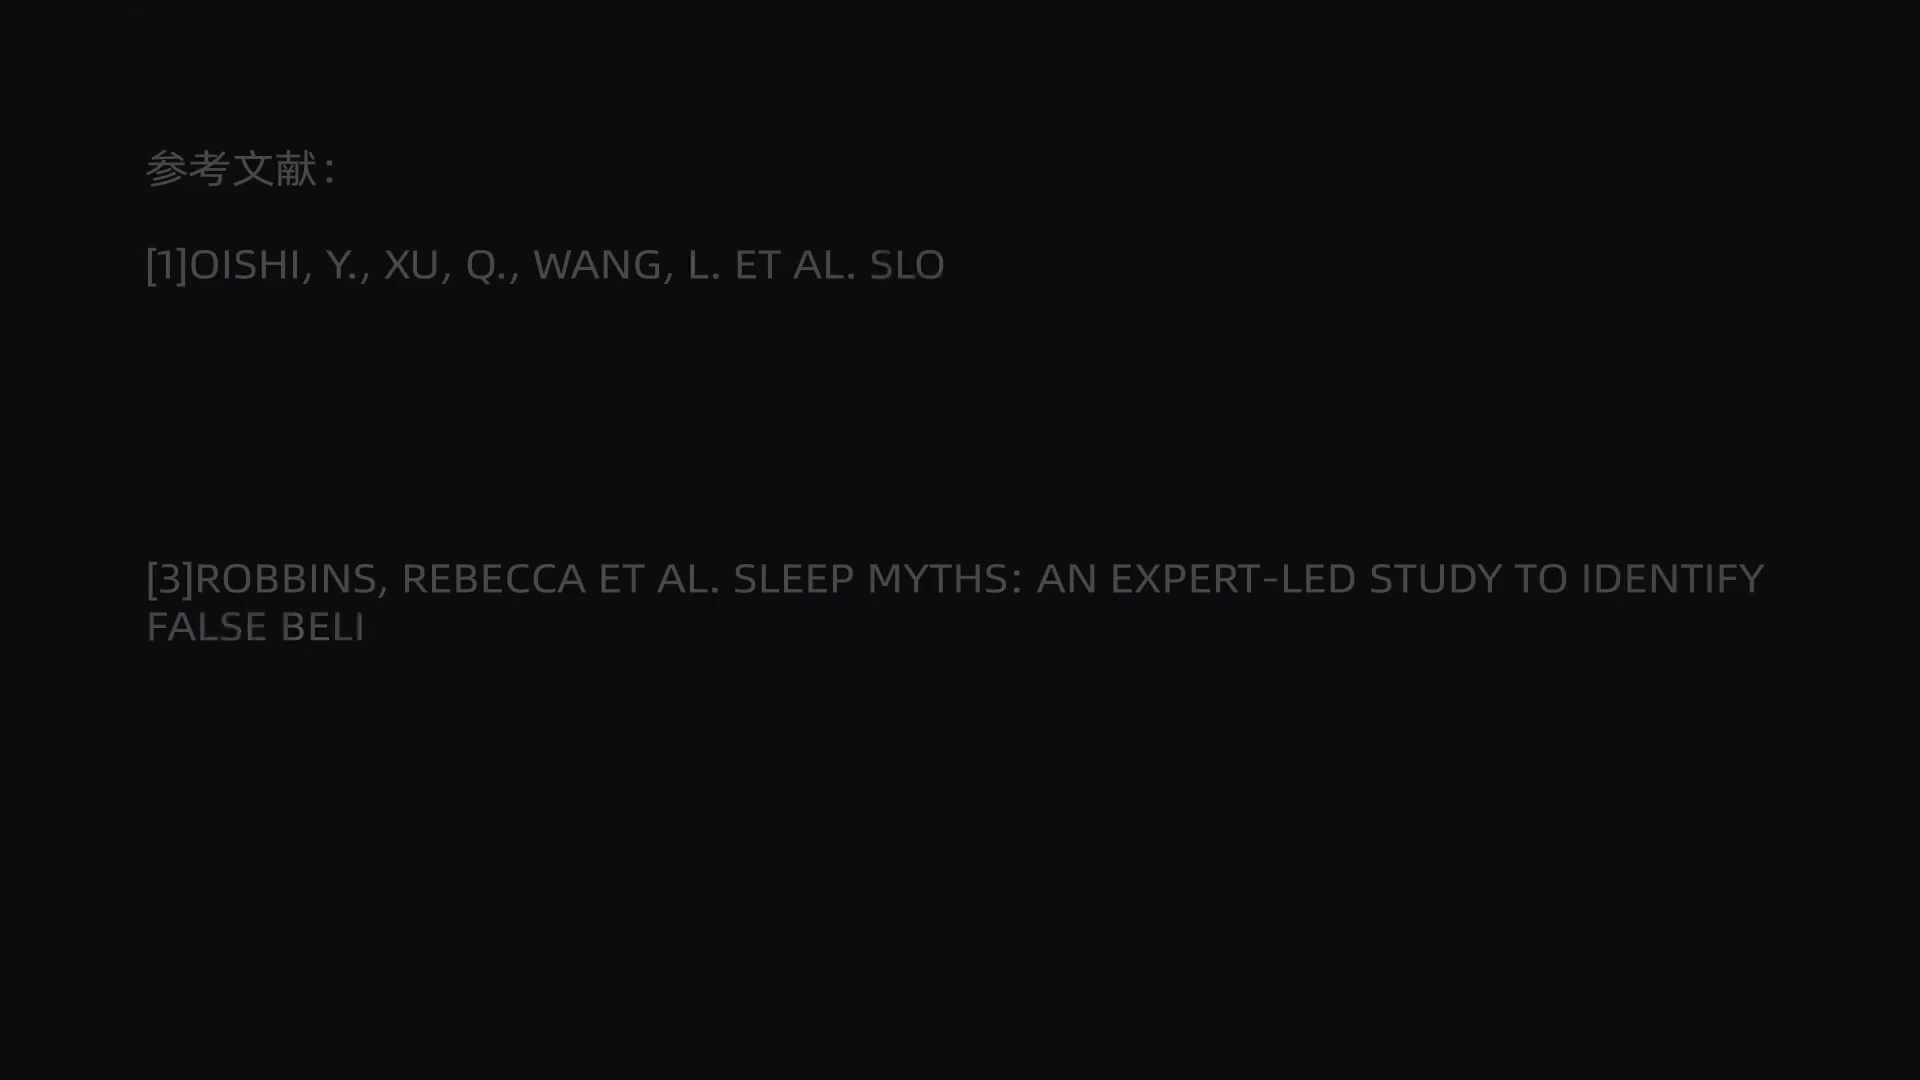 参考文献：
[1]OISHI, Y., XU, Q., WANG, L. ET AL. SLO
[3]ROBBINS, REBECCA ET AL. SLEEP MYTHS: AN EXPERT-LED STUDY TO IDENTIFY
FALSE BELI